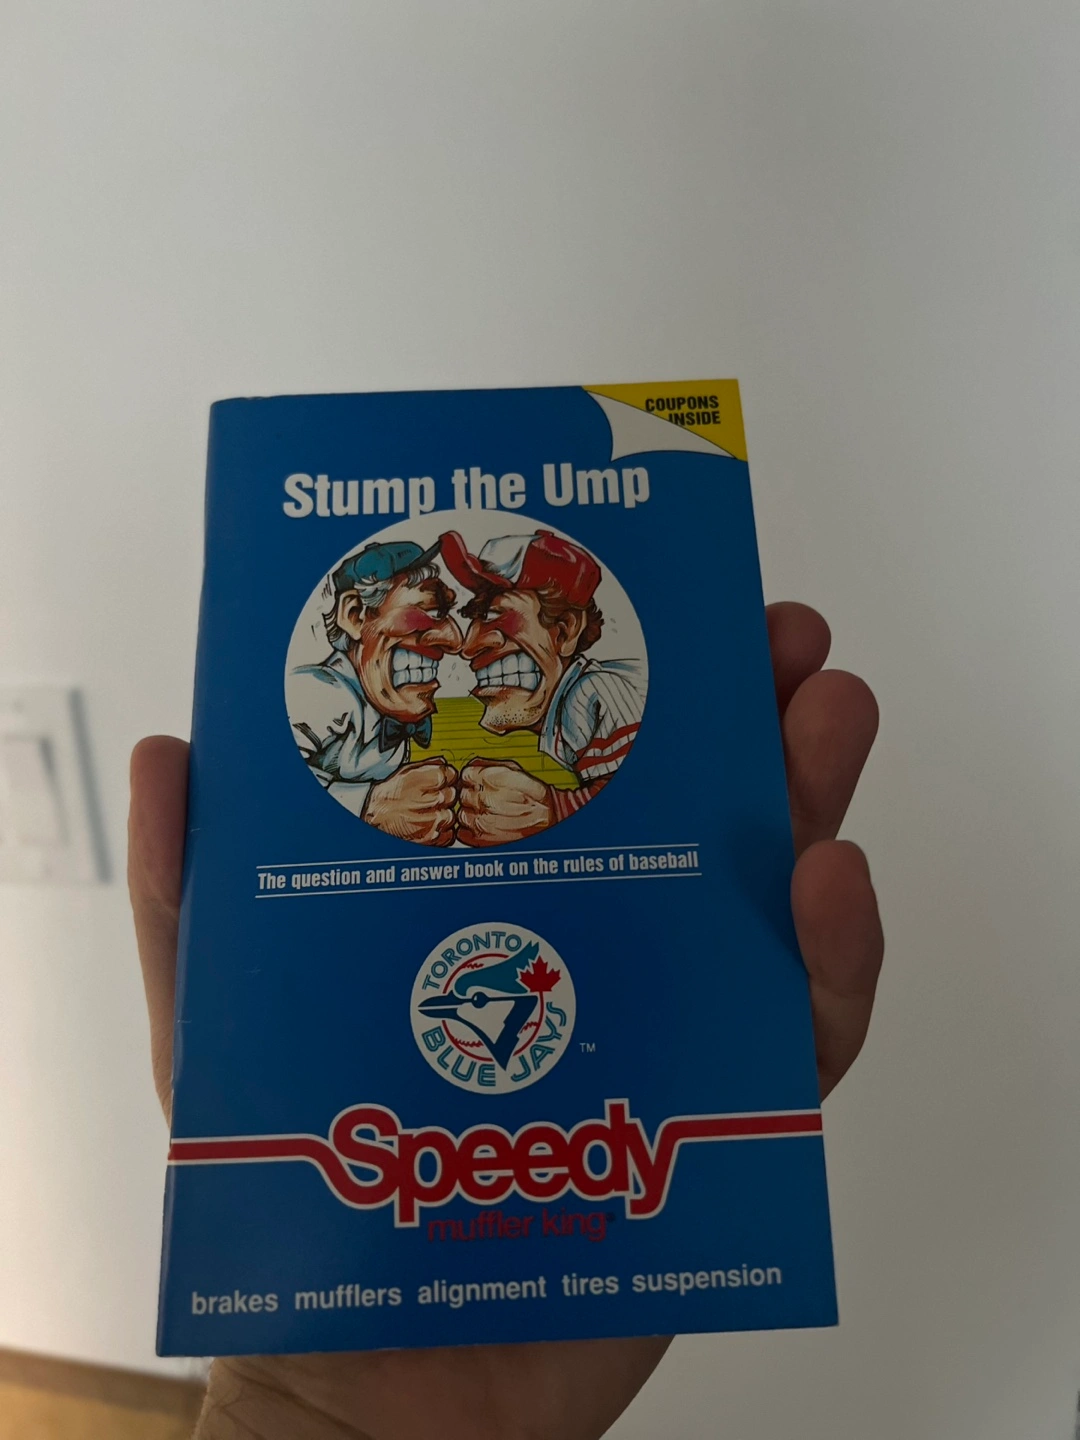 COUPONS
INSIDE
Stump the Ump
The question and answer book on the rules of baseball
TORONTO
BLUE JAYS
TM
Speedy
muffler king®
brakes mufflers alignment tires suspension